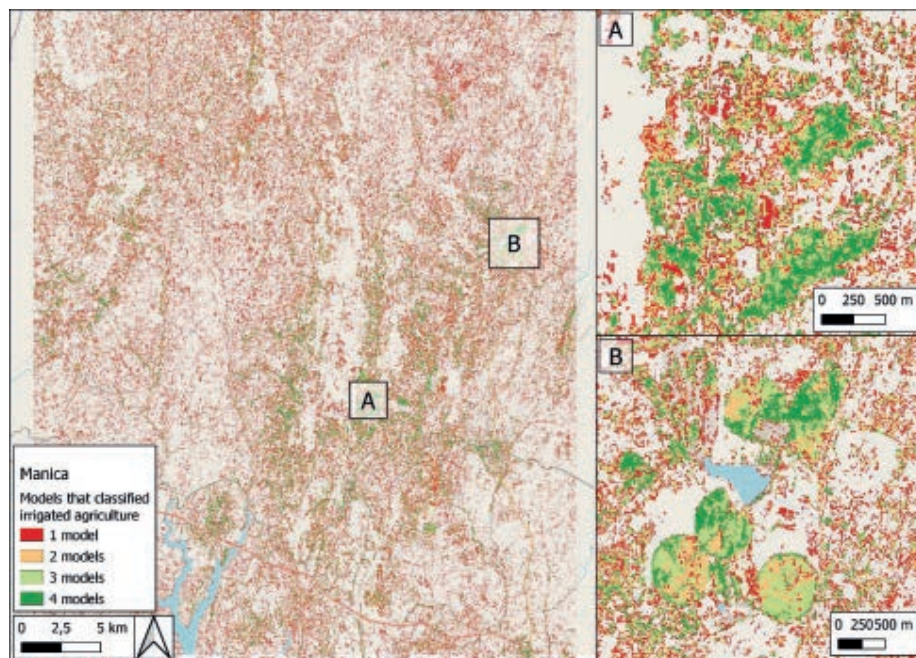 A
B
A
0 250 500 m
B
0 250500 m
Manica
Models that classified
irrigated agriculture
1 model
2 models
3 models
4 models
0 2,5 5 km